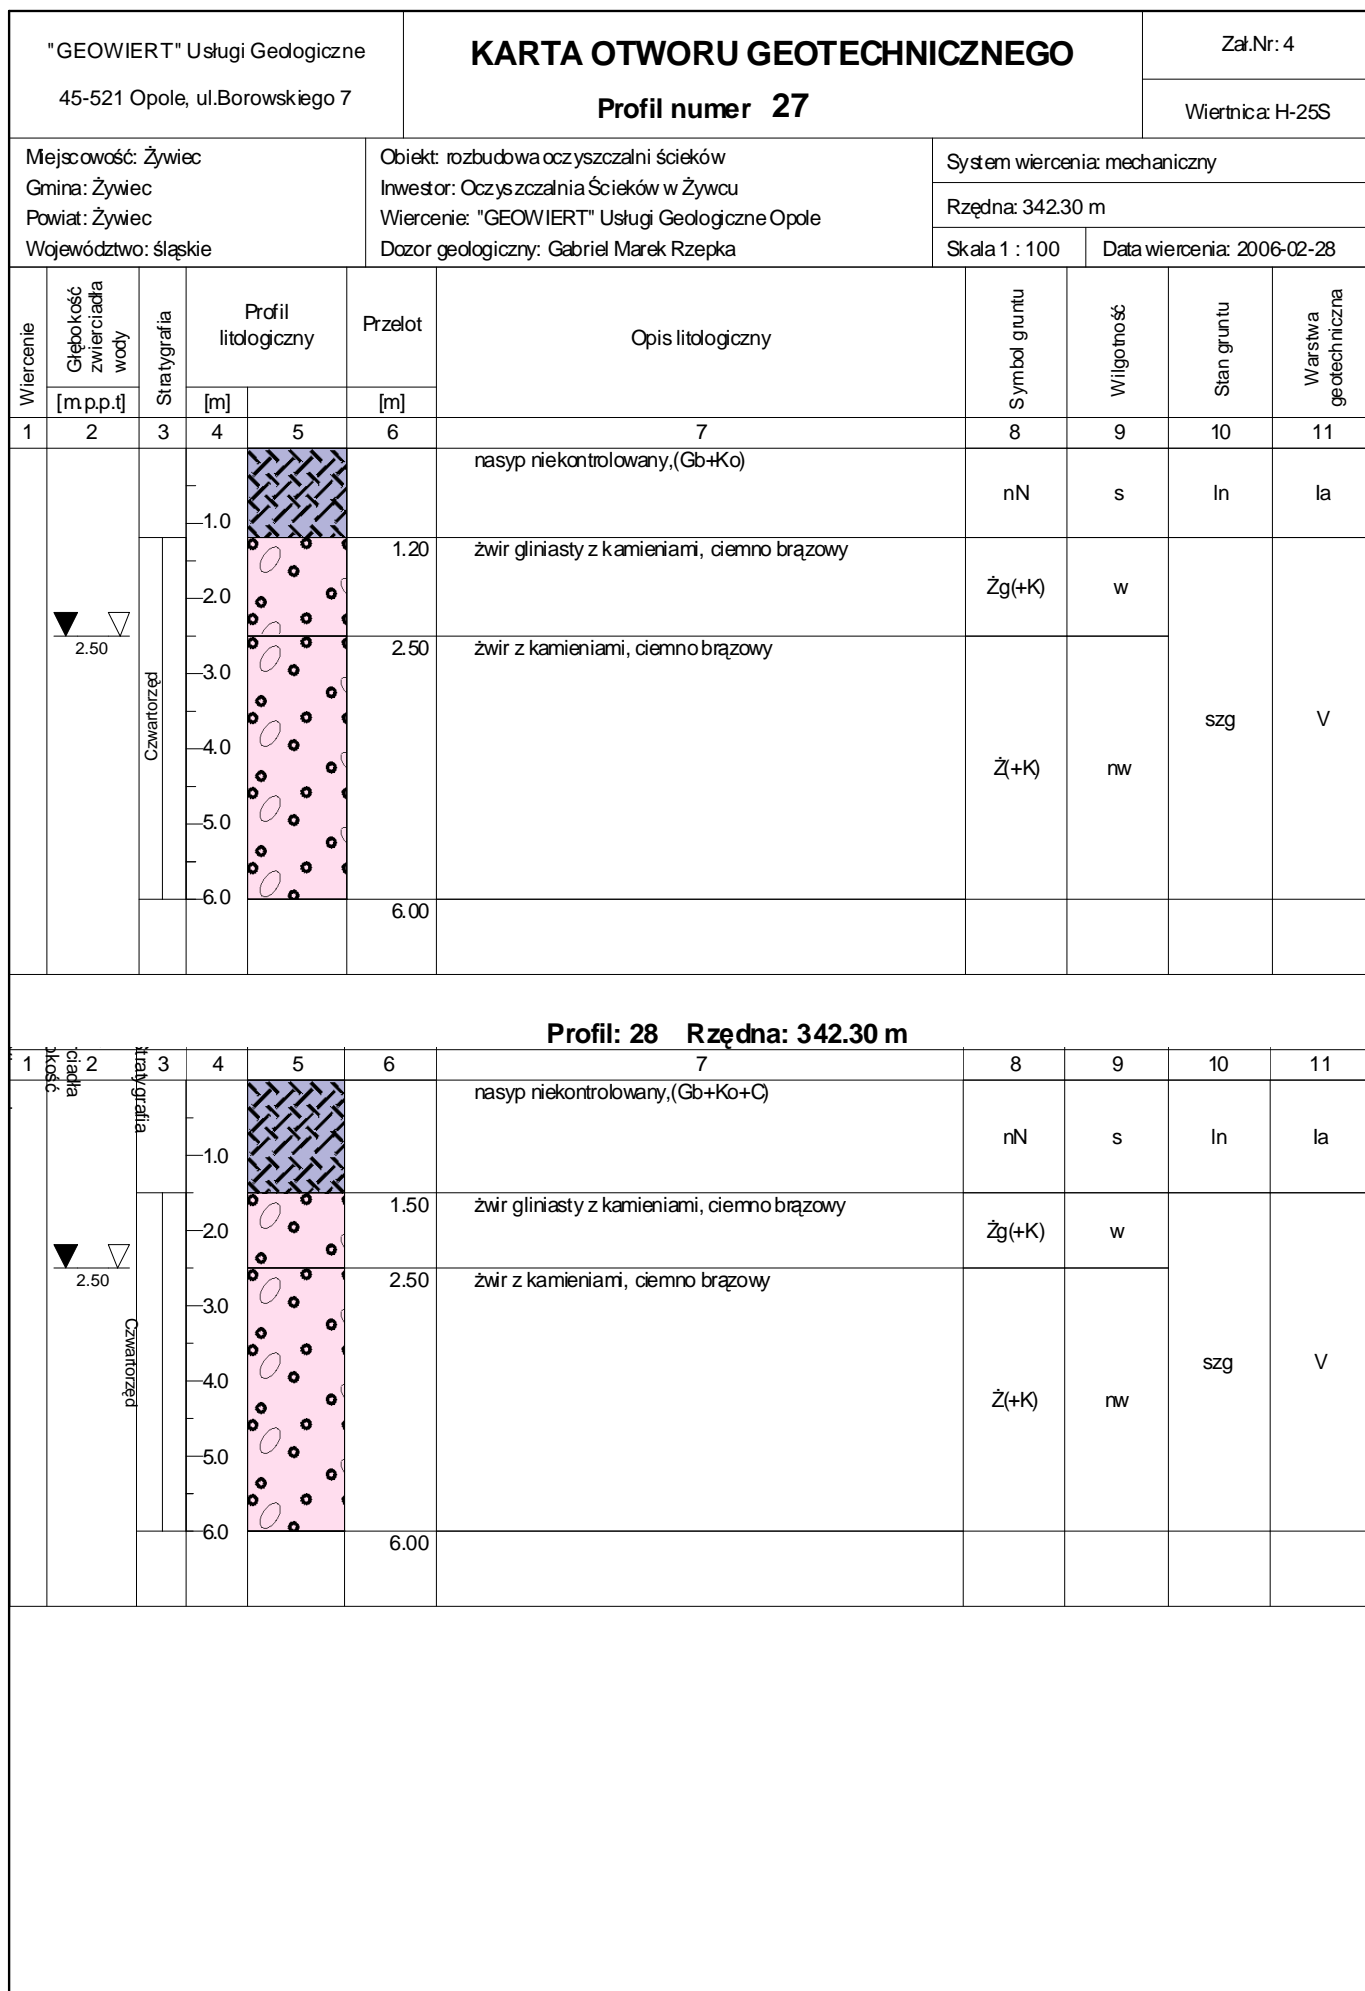 "GEOWIERT" Usługi Geologiczne
45-521 Opole, ul.Borowskiego 7
KARTA OTWORU GEOTECHNICZNEGO
Profil numer 27
Zał.Nr: 4
Wiertnica: H-25S
Miejscowość: Żywiec
Gmina: Żywiec
Powiat: Żywiec
Województwo: śląskie
Obiekt: rozbudowa oczyszczalni ścieków
Inwestor: Oczyszczalnia Ścieków w Żywcu
Wiercenie: "GEOWIERT" Usługi Geologiczne Opole
Dozor geologiczny: Gabriel Marek Rzepka
System wiercenia: mechaniczny
Rzędna: 342.30 m
Skala 1 : 100
Data wiercenia: 2006-02-28
Wiercenie
Głębokość
zwierciadła
wody
[m.p.p.t]
Stratygrafia
Profil
litologiczny
[m]
Przelot
[m]
Opis litologiczny
Symbol gruntu
Wilgotność
Stan gruntu
Warstwa
geotechniczna
1 2 3 4 5 6 7 8 9 10 11
nasyp niekontrolowany,(Gb+Ko)
nN s ln Ia
1.0
1.20 żwir gliniasty z kamieniami, ciemno brązowy
Żg(+K) w
2.0
2.50
2.50 żwir z kamieniami, ciemno brązowy
3.0
Czwartorzęd
szg V
4.0
Ż(+K) nw
5.0
6.0
6.00
Profil: 28 Rzędna: 342.30 m
1 2 3 4 5 6 7 8 9 10 11
ciadła
okość
Stratygrafia
nasyp niekontrolowany,(Gb+Ko+C)
nN s ln Ia
1.0
1.50 żwir gliniasty z kamieniami, ciemno brązowy
2.0
Żg(+K) w
2.50
2.50 żwir z kamieniami, ciemno brązowy
3.0
Czwartorzęd
szg V
4.0
Ż(+K) nw
5.0
6.0
6.00